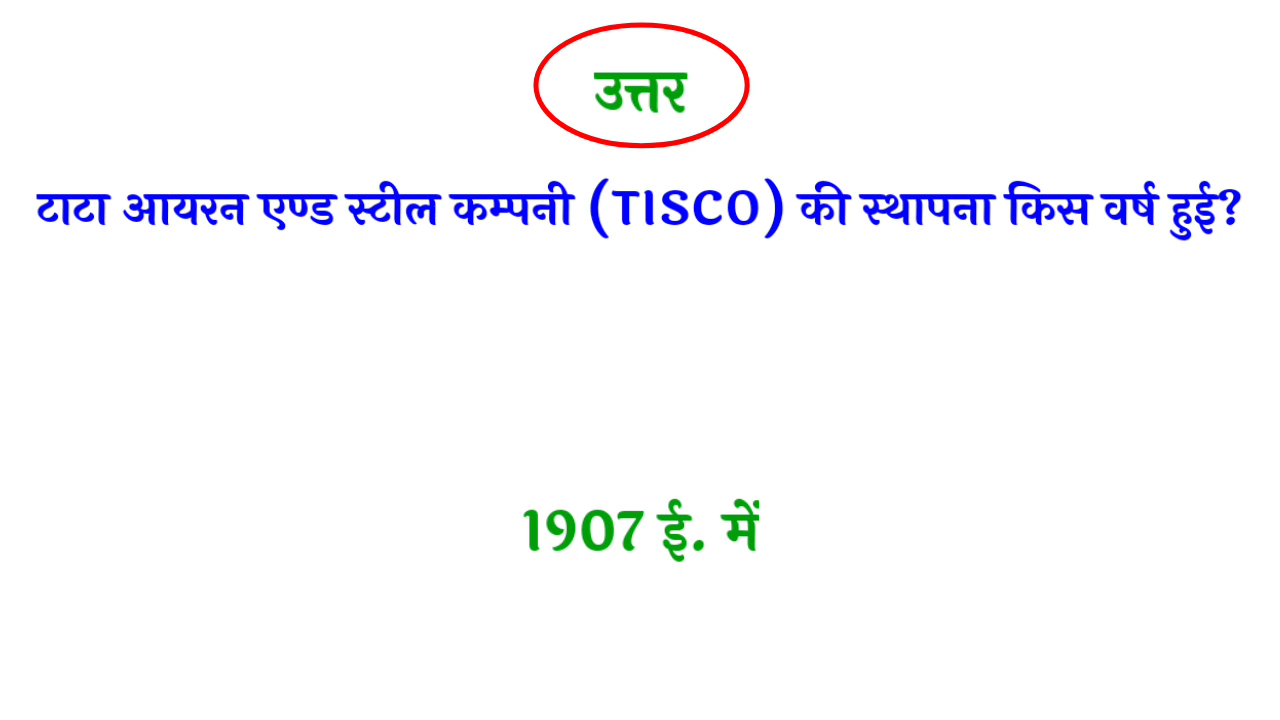 उत्तर
टाटा आयरन एण्ड स्टील कम्पनी (TISCO) की स्थापना किस वर्ष हुई?
1907 ई. में